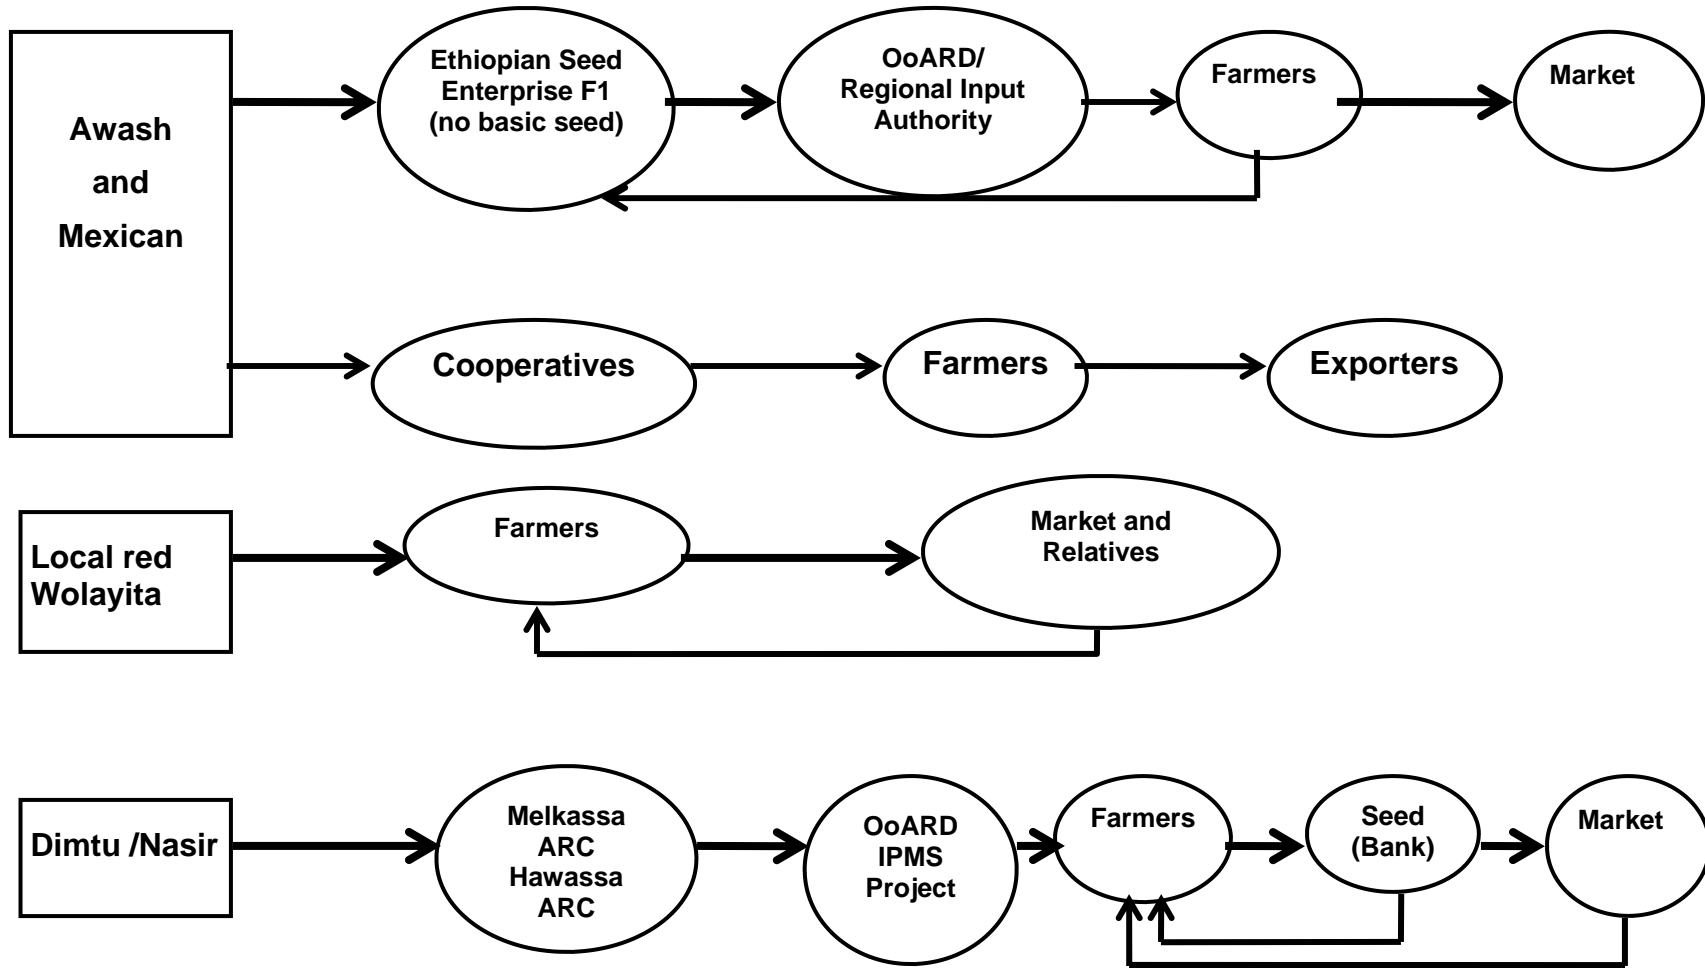 Awash
and
Mexican
Ethiopian Seed
Enterprise F1
(no basic seed)
OoARD/
Regional Input
Authority
Farmers
Market
Cooperatives
Farmers
Exporters
Local red
Wolayita
Farmers
Market and
Relatives
Dimtu /Nasir
Melkassa
ARC
Hawassa
ARC
OoARD
IPMS
Project
Farmers
Seed
(Bank)
Market